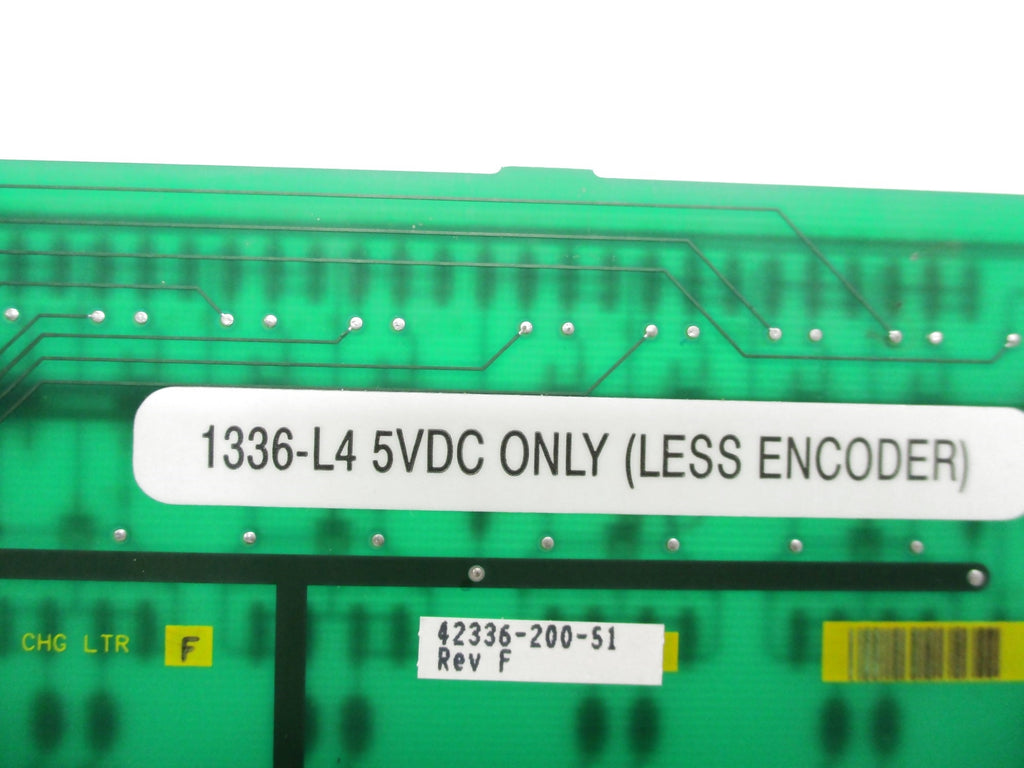 1336-L4 5VDC ONLY (LESS ENCODER)
CHG LTR F
42336-200-51
Rev F